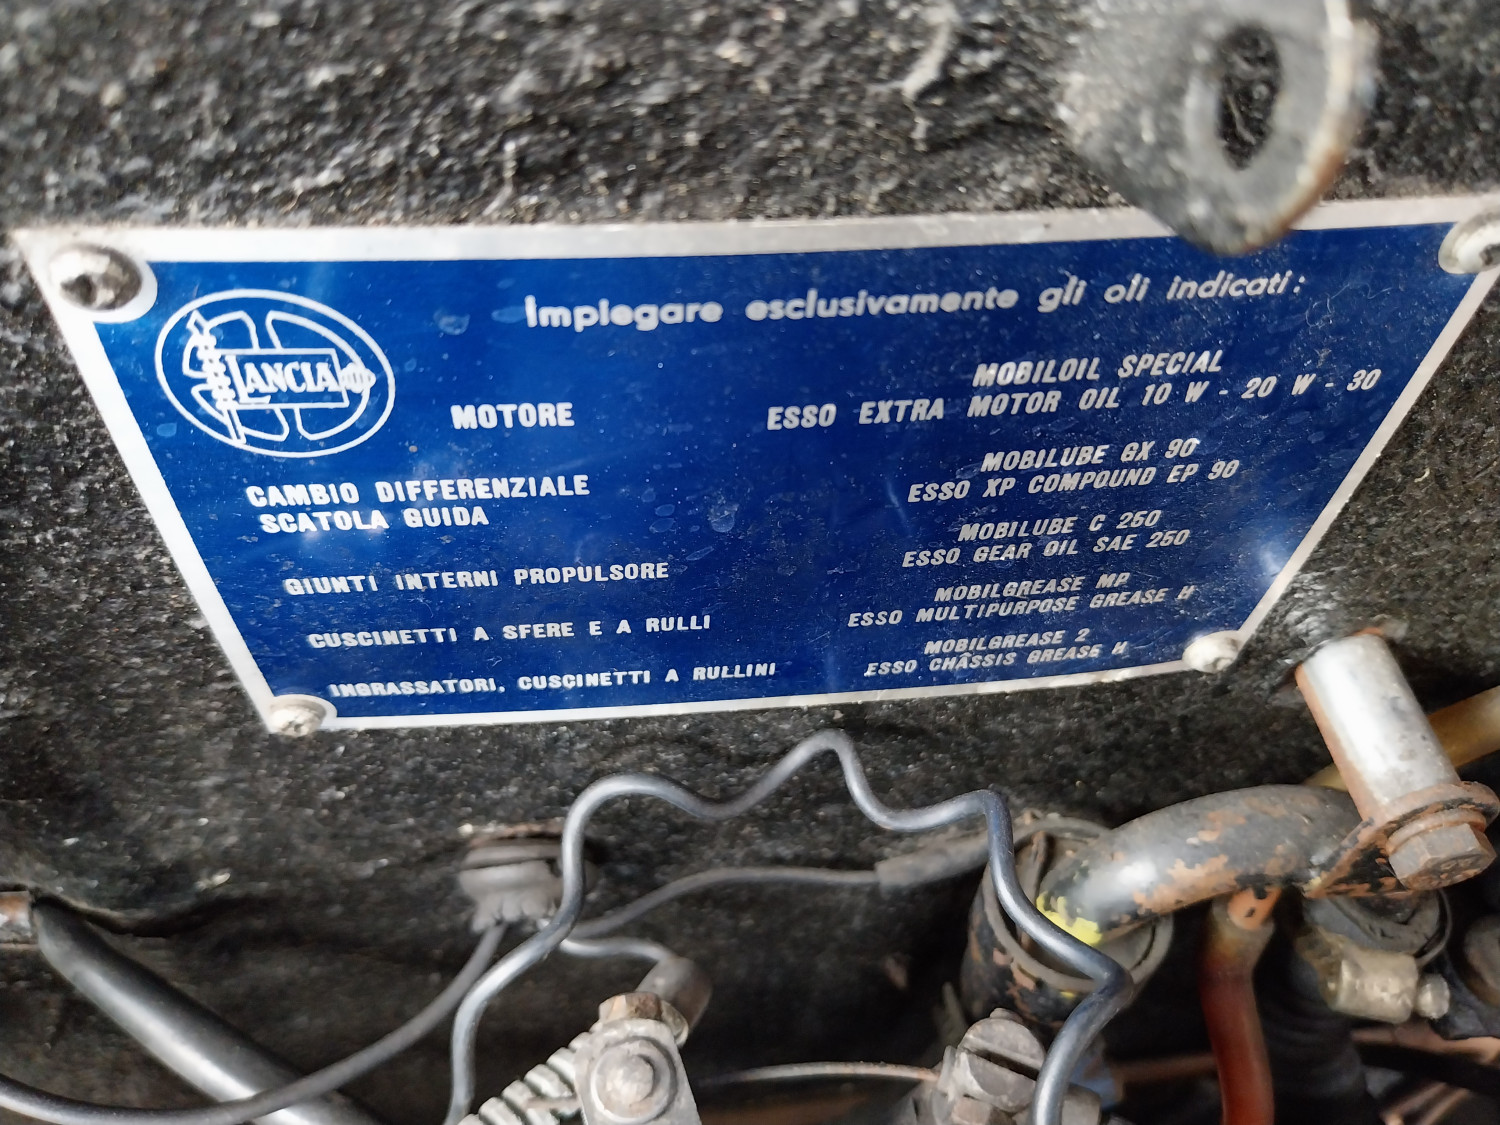 LANCIA
Impiegare esclusivamente gli oli indicati:
MOTORE
MOBILOIL SPECIAL
ESSO EXTRA MOTOR OIL 10 W - 20 W - 30
CAMBIO DIFFERENZIALE
SCATOLA GUIDA
MOBILUBE GX 90
ESSO XP COMPOUND EP 90
GIUNTI INTERNI PROPULSORE
MOBILUBE C 250
ESSO GEAR OIL SAE 250
CUSCINETTI A SFERE E A RULLI
MOBILGREASE MP
ESSO MULTIPURPOSE GREASE H
INGRASSATORI, CUSCINETTI A RULLINI
MOBILGREASE 2
ESSO CHASSIS GREASE H